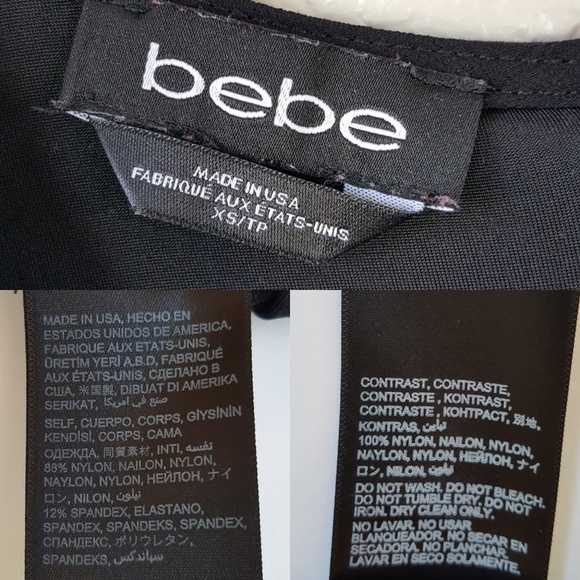 bebe
MADE IN USA
FABRIQUE AUX ÉTATS-UNIS
XS/TP
MADE IN USA, HECHO EN
ESTADOS UNIDOS DE AMERICA,
FABRIQUE AUX ÉTATS-UNIS,
ÜRETİM YERİ A.B.D, FABRIQUÉ
AUX ÉTATS-UNIS, СДЕЛАНО В
США, 米国製, DIBUAT DI AMERIKA
SERIKAT, صنع في امريكا
SELF, CUERPO, CORPS, GİYSİNİN
KENDİSİ, CORPS, CAMA
ОДЕЖДА, 同質素材, INTI, نفسه
88% NYLON, NAILON, NYLON,
NAYLON, NYLON, НЕЙЛОН, ナイ
ロン, NILON, نيلون
12% SPANDEX, ELASTANO,
SPANDEX, SPANDEKS, SPANDEX,
СПАНДЕКС, ポリウレタン,
SPANDEKS, سباندكس
CONTRAST, CONTRASTE,
CONTRASTE , KONTRAST,
CONTRASTE , КОНТРАСТ, 別地,
KONTRAS, تباين
100% NYLON, NAILON, NYLON,
NAYLON, NYLON, НЕЙЛОН, ナイ
ロン, NILON, نيلون
DO NOT WASH. DO NOT BLEACH.
DO NOT TUMBLE DRY. DO NOT
IRON. DRY CLEAN ONLY.
NO LAVAR. NO USAR
BLANQUEADOR. NO SECAR EN
SECADORA. NO PLANCHAR.
LAVAR EN SECO SOLAMENTE.